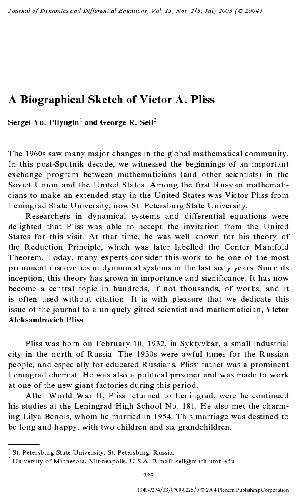 Journal of Dynamics and Differential Equations, Vol. 15, Nos. 2/3, July 2003 (© 2004)
A Biographical Sketch of Victor A. Pliss
Sergei Yu. Pilyugin¹ and George R. Sell²
The 1960s saw many major changes in the global mathematical community.
In this post-Sputnik decade, we witnessed the beginnings of an important
exchange program between mathematicians (and other scientists) in the
Soviet Union and the United States. Among the first Russian mathemati-
cians to make an extended stay in the United States was Victor Pliss from
Leningrad State University, now St. Petersburg State University.
Researchers in dynamical systems and differential equations were
delighted that Pliss was able to accept the invitation from the United
States for this visit. At that time, he was well known for his theory of
the Reduction Principle, which was later labelled the Center Manifold
Theorem. Today, many experts consider this work to be one of the most
prominent discoveries in dynamical systems in the last sixty years. Since its
inception, this theory has grown in importance and significance. It has now
become a central topic in hundreds, if not thousands, of works, and it
is often used without citation. It is with pleasure that we dedicate this
issue of the journal to a uniquely gifted scientist and mathematician, Victor
Aleksandrovich Pliss.
Pliss was born on February 10, 1932, in Syktyvkar, a small industrial
city in the north of Russia. The 1930s were awful times for the Russian
people, and especially for educated Russians. Pliss' father was a prominent
Leningrad chemist. He was also a political prisoner and was made to work
at one of the new giant factories during this period.
After World War II, Pliss returned to Leningrad, where he continued
his studies at the Leningrad High School No. 181. He also met the charm-
ing Lilya Benois, whom he married in 1954. This marriage was destined to
be long and happy, with two children and six grandchildren.
¹ St. Petersburg State University, St. Petersburg, Russia.
² University of Minnesota, Minneapolis, U.S.A. E-mail: sell@math.umn.edu
© 2004 Plenum Publishing Corporation